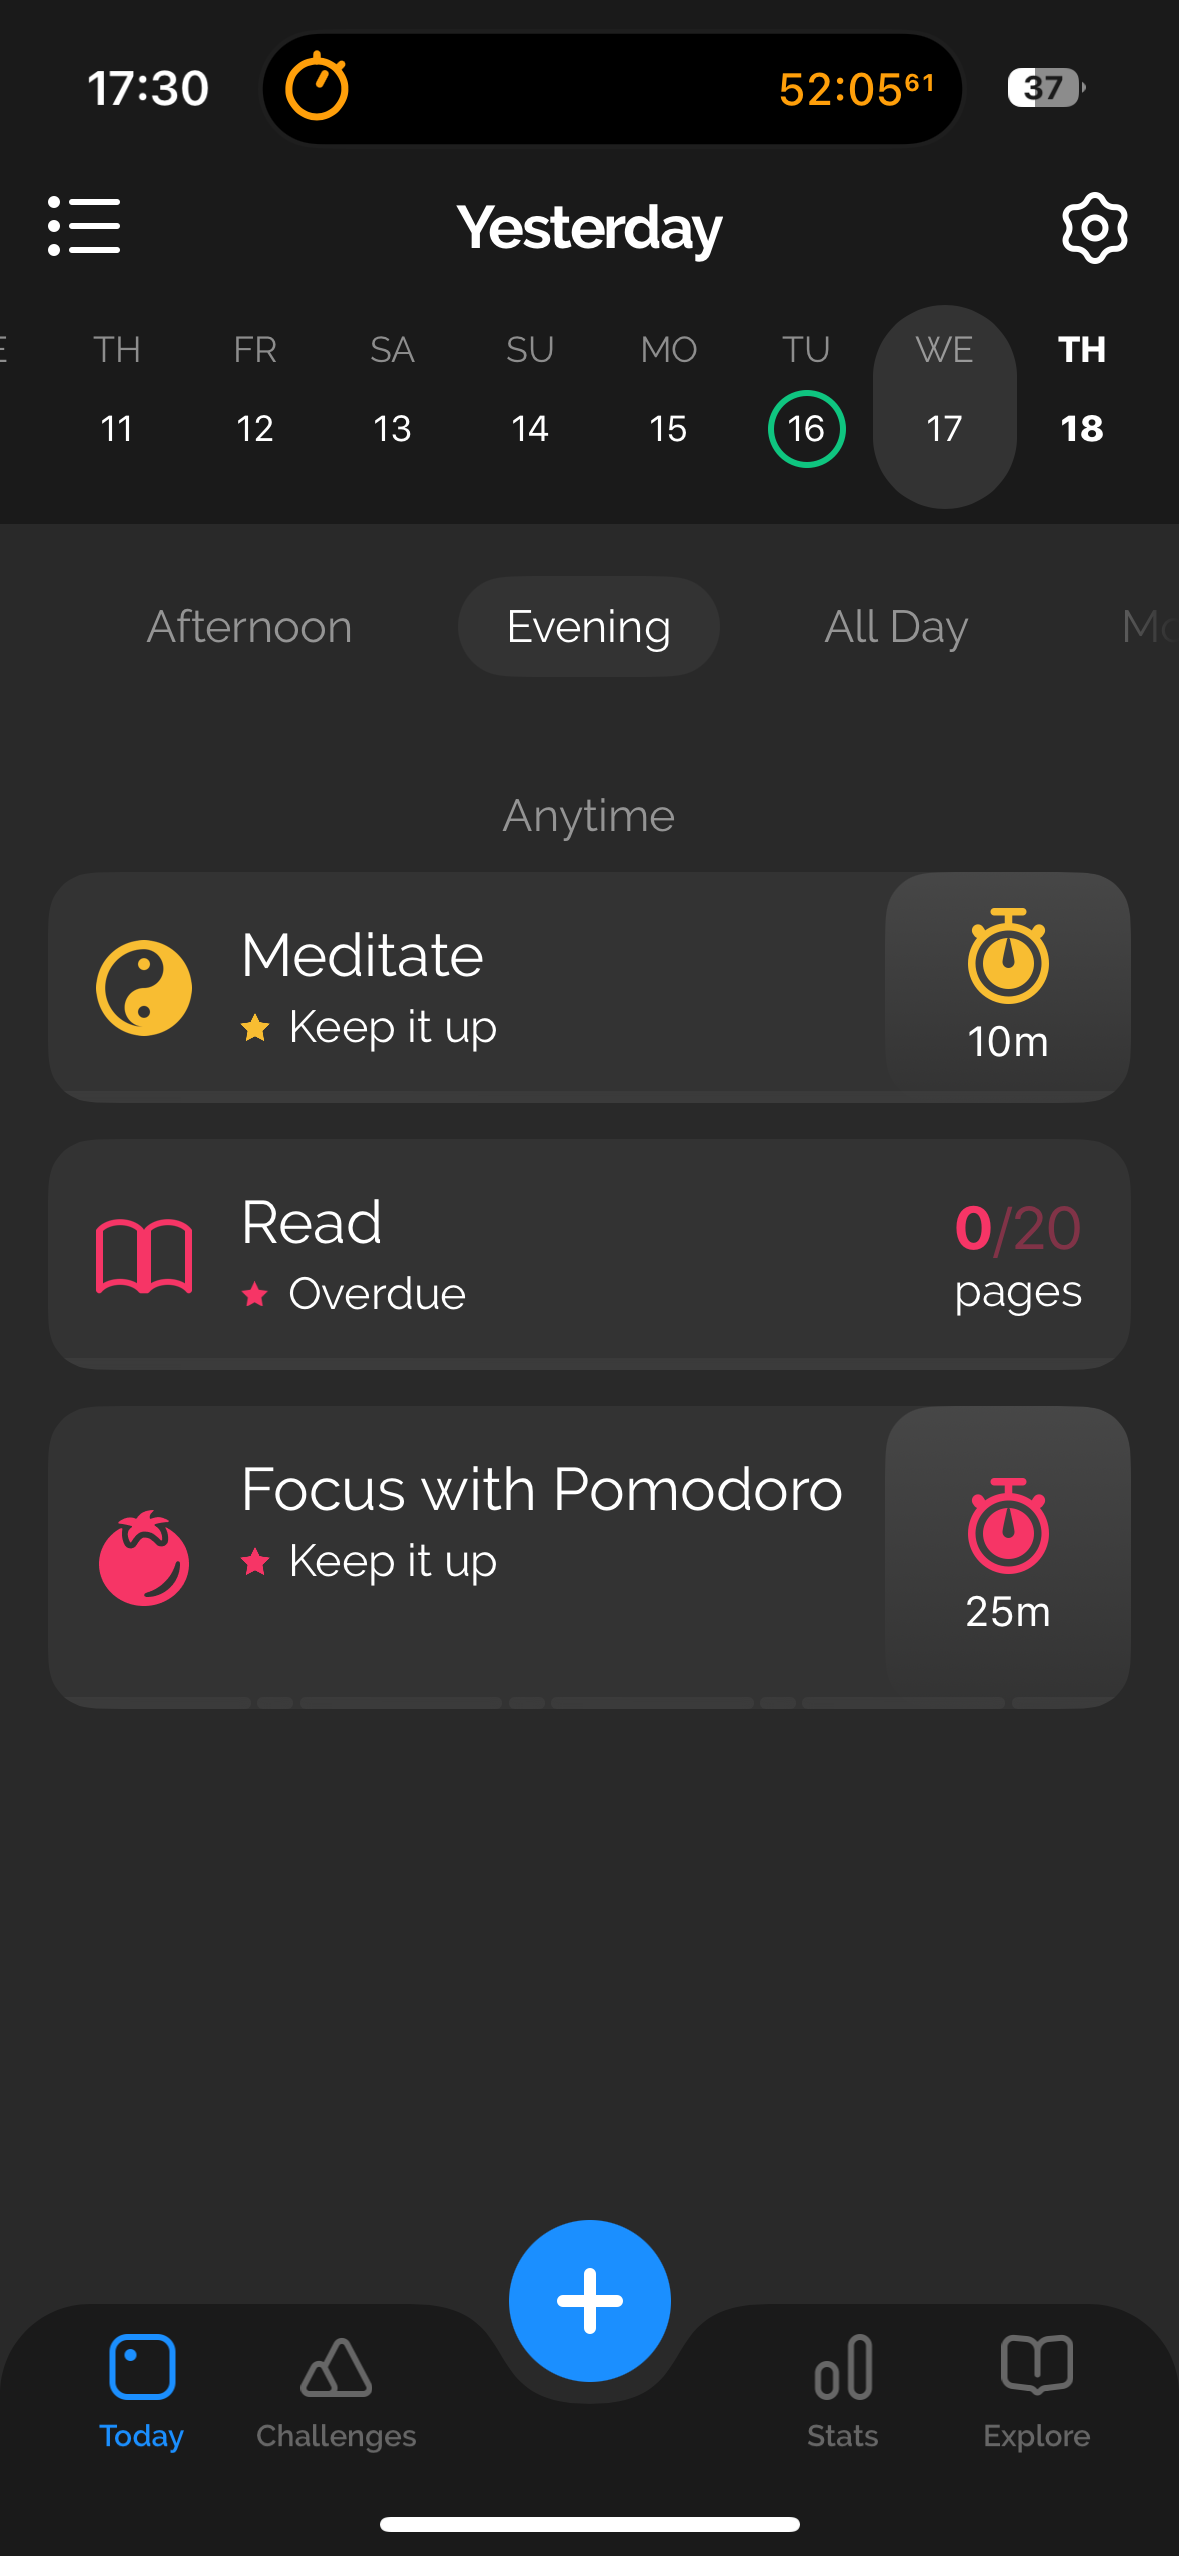 17:30 52:05⁶¹ 37
Yesterday
E TH FR SA SU MO TU WE TH
11 12 13 14 15 16 17 18
Afternoon Evening All Day Mo
Anytime
Meditate
Keep it up
10m
Read
Overdue
0/20
pages
Focus with Pomodoro
Keep it up
25m
Today Challenges Stats Explore